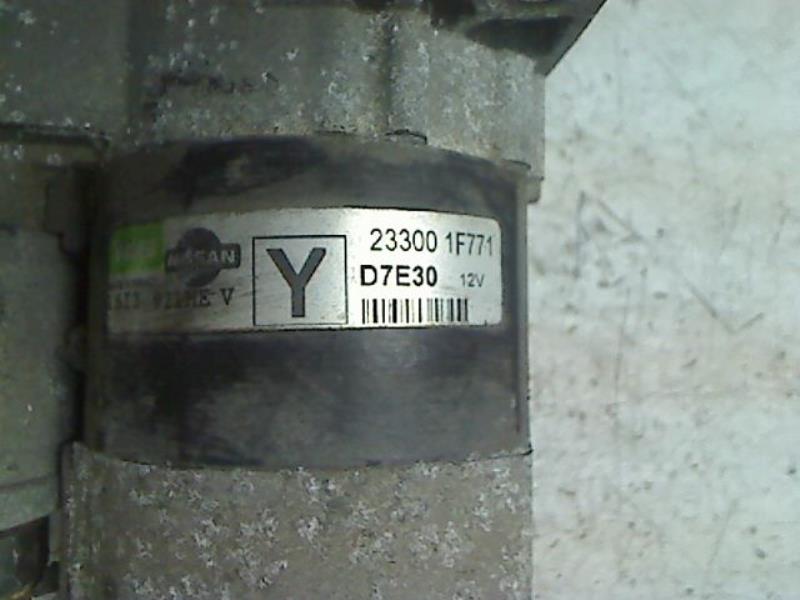 NISSAN
Y
23300 1F771
D7E30 12V
V